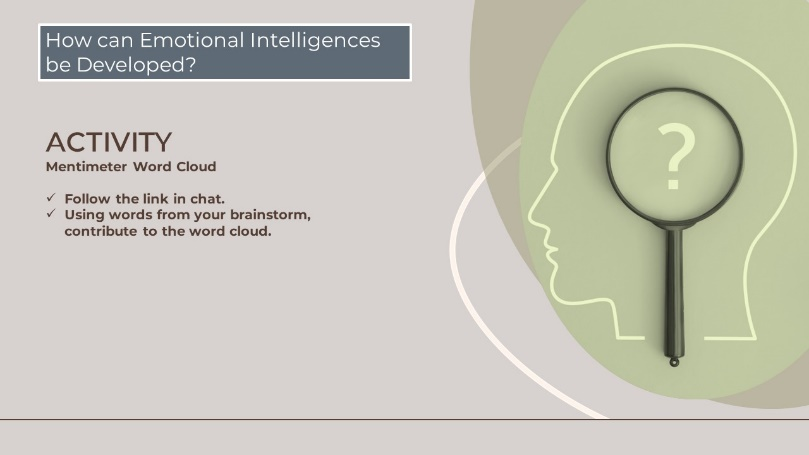 How can Emotional Intelligences
be Developed?
ACTIVITY
Mentimeter Word Cloud
✓ Follow the link in chat.
✓ Using words from your brainstorm,
contribute to the word cloud.
?